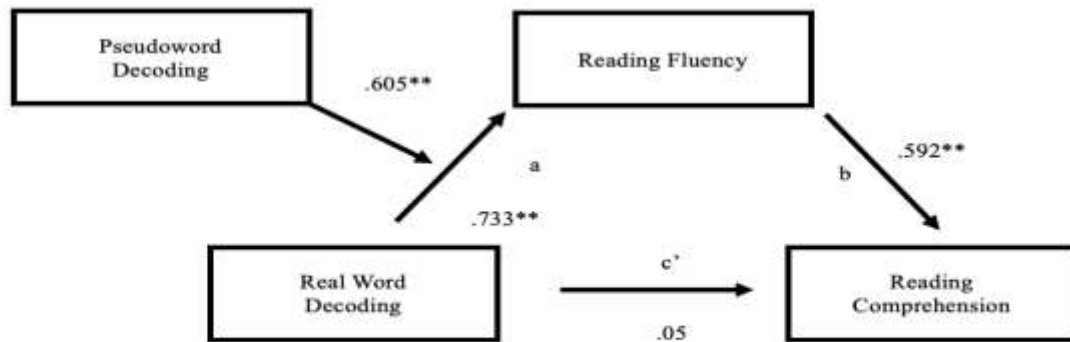 Pseudoword
Decoding
Reading Fluency
.605**
a
.733**
b
.592**
Real Word
Decoding
c’
.05
Reading
Comprehension